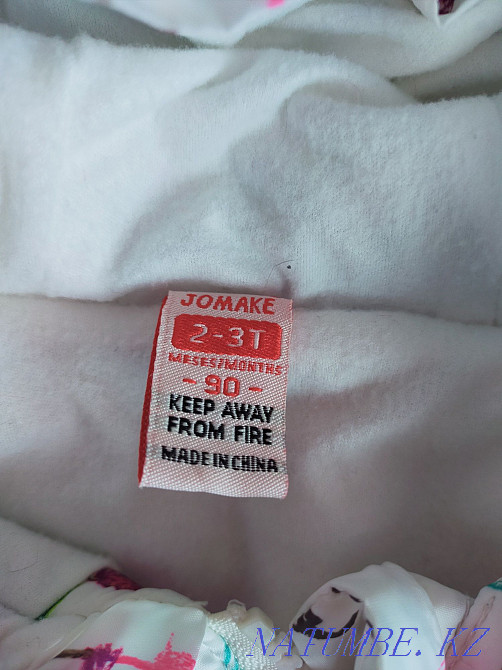 JOMAKE
2-3T
MESES/MONTHS
- 90 -
KEEP AWAY
FROM FIRE
MADE IN CHINA
NATUMBE. KZ